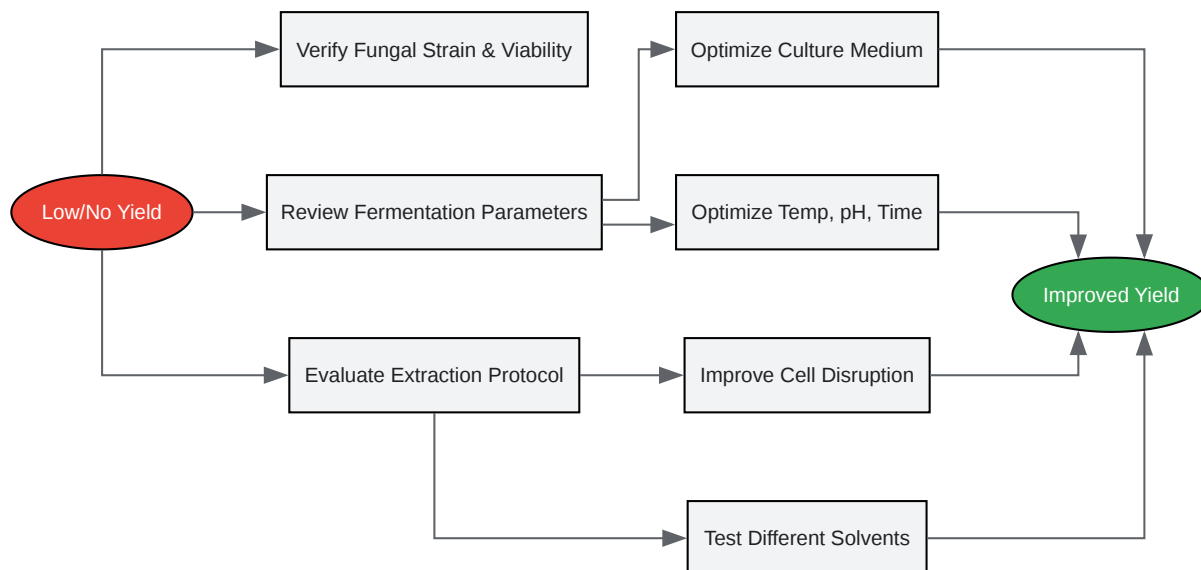 Verify Fungal Strain & Viability
Optimize Culture Medium
Low/No Yield
Review Fermentation Parameters
Optimize Temp, pH, Time
Improved Yield
Evaluate Extraction Protocol
Improve Cell Disruption
Test Different Solvents